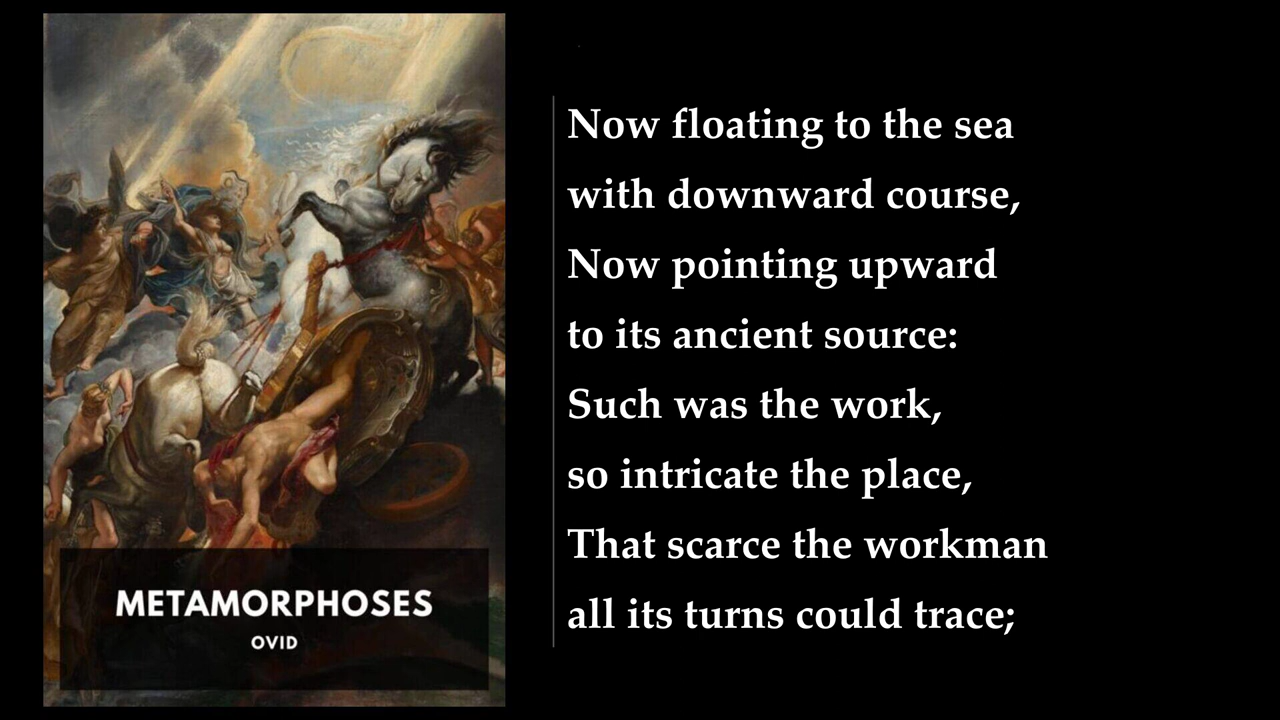 METAMORPHOSES
OVID
Now floating to the sea
with downward course,
Now pointing upward
to its ancient source:
Such was the work,
so intricate the place,
That scarce the workman
all its turns could trace;